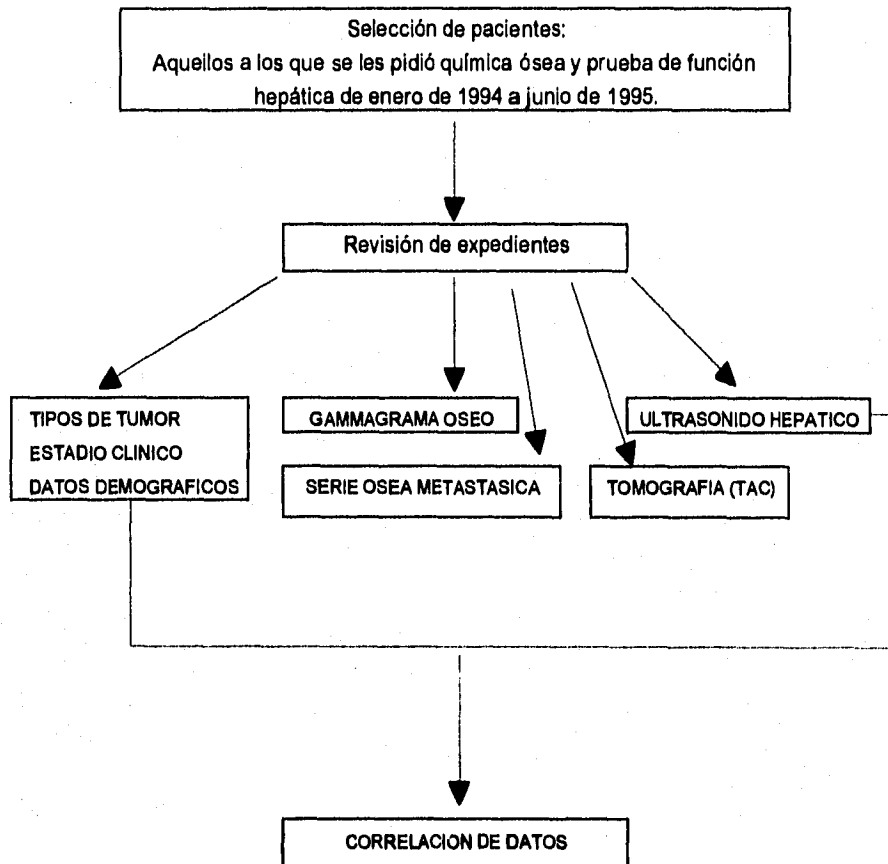 Selección de pacientes:
Aquellos a los que se les pidió química ósea y prueba de función
hepática de enero de 1994 a junio de 1995.
Revisión de expedientes
TIPOS DE TUMOR
ESTADIO CLINICO
DATOS DEMOGRAFICOS
GAMMAGRAMA OSEO
ULTRASONIDO HEPATICO
SERIE OSEA METASTASICA
TOMOGRAFIA (TAC)
CORRELACION DE DATOS